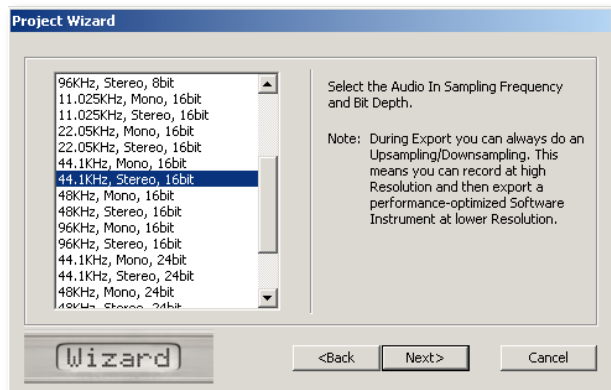 Project Wizard
96KHz, Stereo, 8bit
11.025KHz, Mono, 16bit
11.025KHz, Stereo, 16bit
22.05KHz, Mono, 16bit
22.05KHz, Stereo, 16bit
44.1KHz, Mono, 16bit
44.1KHz, Stereo, 16bit
48KHz, Mono, 16bit
48KHz, Stereo, 16bit
96KHz, Mono, 16bit
96KHz, Stereo, 16bit
44.1KHz, Mono, 24bit
44.1KHz, Stereo, 24bit
48KHz, Mono, 24bit
48KHz, Stereo, 24bit
Select the Audio In Sampling Frequency
and Bit Depth.
Note: During Export you can always do an
Upsampling/Downsampling. This
means you can record at high
Resolution and then export a
performance-optimized Software
Instrument at lower Resolution.
Wizard
<Back
Next>
Cancel